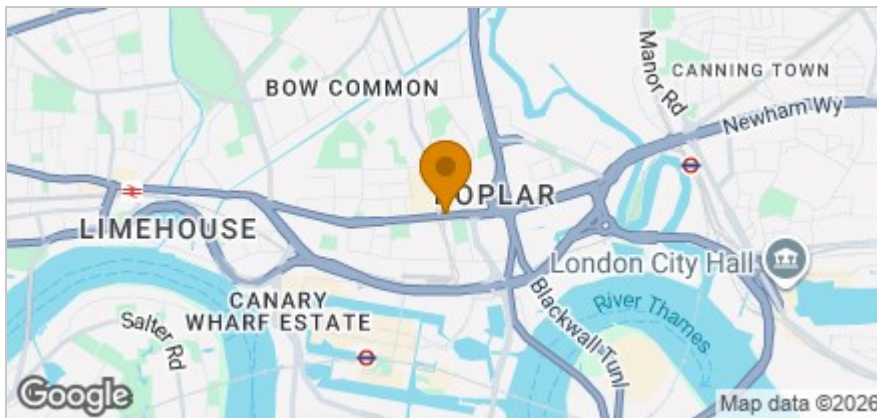 BOW COMMON
Manor Rd
CANNING TOWN
Newham Wy
POPLAR
LIMEHOUSE
London City Hall
CANARY
WHARF ESTATE
River Thames
Salter Rd
Blackwall Tunl
Google
Map data ©2026